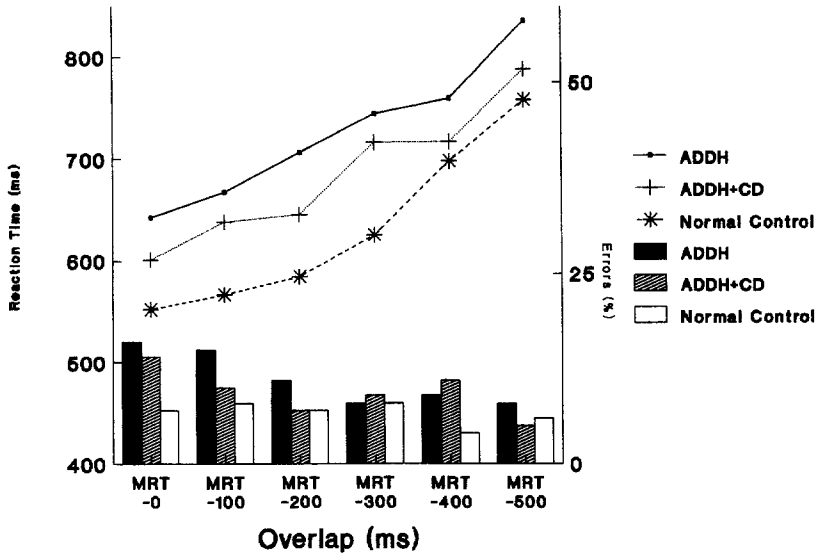 800
700
600
500
400
Reaction Time (ms)
50
25
0
Errors (%)
ADDH
ADDH+CD
Normal Control
ADDH
ADDH+CD
Normal Control
MRT MRT MRT MRT MRT MRT
-0 -100 -200 -300 -400 -500
Overlap (ms)